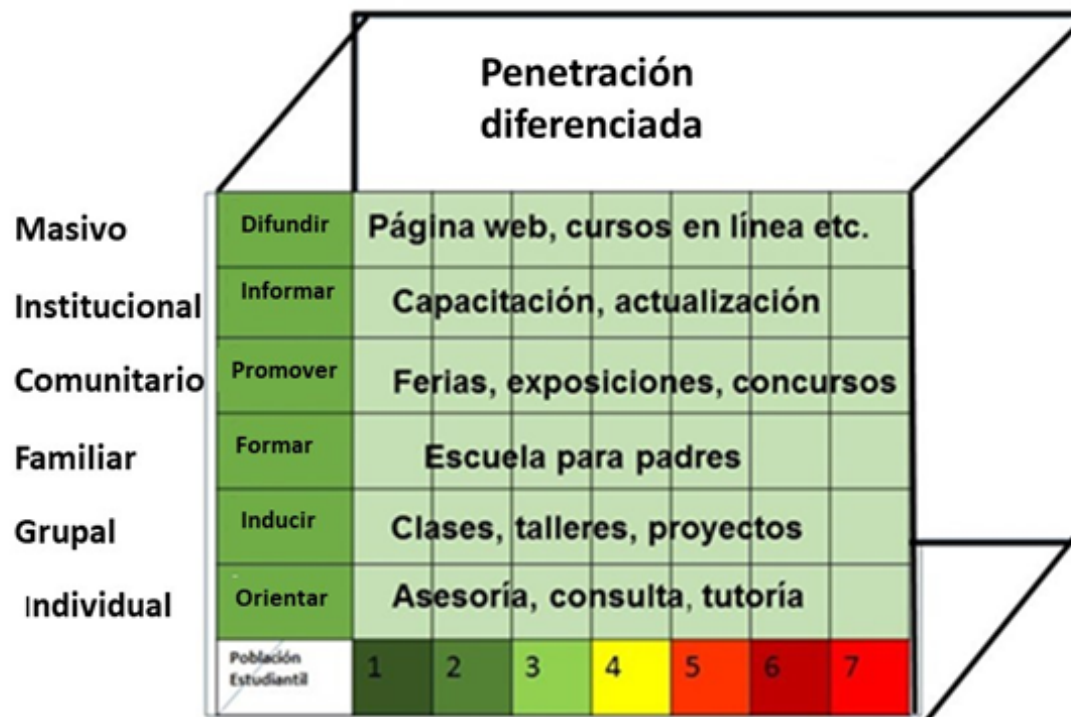 Penetración
diferenciada
Masivo Difundir Página web, cursos en línea etc.
Institucional Informar Capacitación, actualización
Comunitario Promover Ferias, exposiciones, concursos
Familiar Formar Escuela para padres
Grupal Inducir Clases, talleres, proyectos
Individual Orientar Asesoría, consulta, tutoría
Población
Estudiantil
1 2 3 4 5 6 7